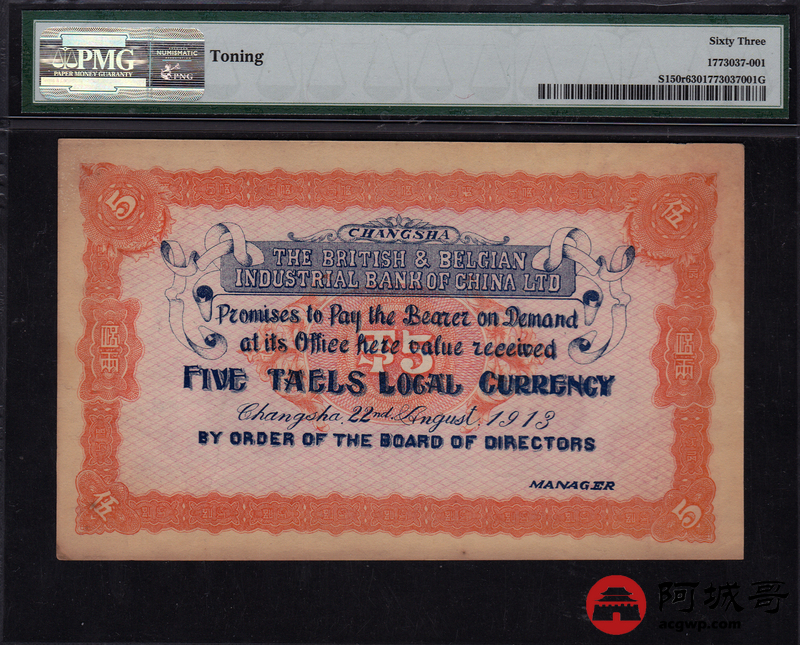 PMG
PAPER MONEY GUARANTY
NUMISMATIC
PNG
Toning
Sixty Three
1773037-001
S150r6301773037001G
5
伍
CHANGSHA
THE BRITISH & BELGIAN
INDUSTRIAL BANK OF CHINA LTD
Promises to Pay the Bearer on Demand
at its Office here value received
FIVE TAELS LOCAL CURRENCY
Changsha, 22nd August, 1913
BY ORDER OF THE BOARD OF DIRECTORS
MANAGER
伍
5
阿城哥
acgwp.com